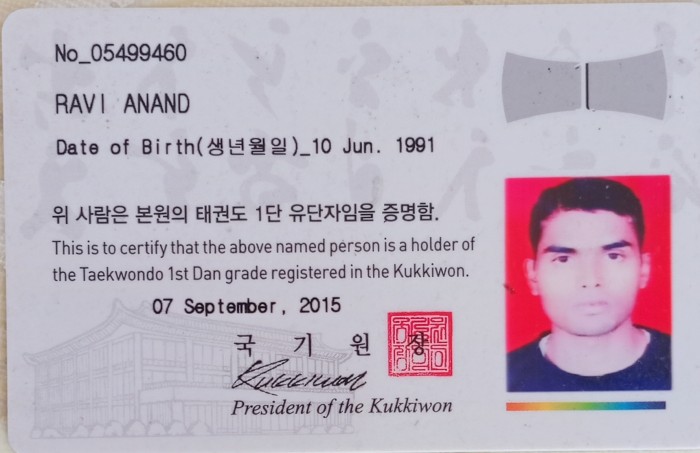 No_05499460
RAVI ANAND
Date of Birth(생년월일)_10 Jun. 1991
위 사람은 본원의 태권도 1단 유단자임을 증명함.
This is to certify that the above named person is a holder of
the Taekwondo 1st Dan grade registered in the Kukkiwon.
07 September, 2015
국 기 원 장
Kukkiwon
President of the Kukkiwon